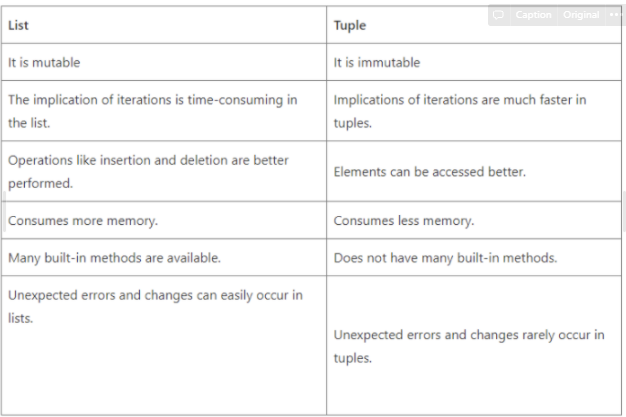 Caption Original
List
Tuple
It is mutable
It is immutable
The implication of iterations is time-consuming in
the list.
Implications of iterations are much faster in
tuples.
Operations like insertion and deletion are better
performed.
Elements can be accessed better.
Consumes more memory.
Consumes less memory.
Many built-in methods are available.
Does not have many built-in methods.
Unexpected errors and changes can easily occur in
lists.
Unexpected errors and changes rarely occur in
tuples.